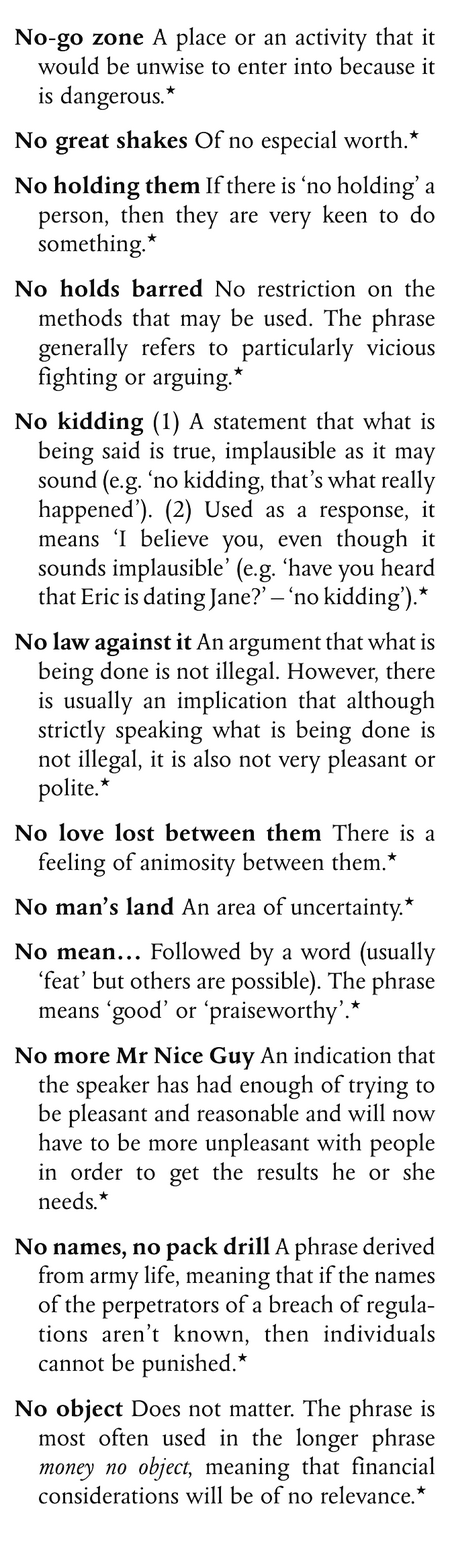 No-go zone A place or an activity that it
would be unwise to enter into because it
is dangerous.★
No great shakes Of no especial worth.★
No holding them If there is ‘no holding’ a
person, then they are very keen to do
something.★
No holds barred No restriction on the
methods that may be used. The phrase
generally refers to particularly vicious
fighting or arguing.★
No kidding (1) A statement that what is
being said is true, implausible as it may
sound (e.g. ‘no kidding, that’s what really
happened’). (2) Used as a response, it
means ‘I believe you, even though it
sounds implausible’ (e.g. ‘have you heard
that Eric is dating Jane?’ – ‘no kidding’).★
No law against it An argument that what is
being done is not illegal. However, there
is usually an implication that although
strictly speaking what is being done is
not illegal, it is also not very pleasant or
polite.★
No love lost between them There is a
feeling of animosity between them.★
No man’s land An area of uncertainty.★
No mean… Followed by a word (usually
‘feat’ but others are possible). The phrase
means ‘good’ or ‘praiseworthy’.★
No more Mr Nice Guy An indication that
the speaker has had enough of trying to
be pleasant and reasonable and will now
have to be more unpleasant with people
in order to get the results he or she
needs.★
No names, no pack drill A phrase derived
from army life, meaning that if the names
of the perpetrators of a breach of regula-
tions aren’t known, then individuals
cannot be punished.★
No object Does not matter. The phrase is
most often used in the longer phrase
money no object, meaning that financial
considerations will be of no relevance.★